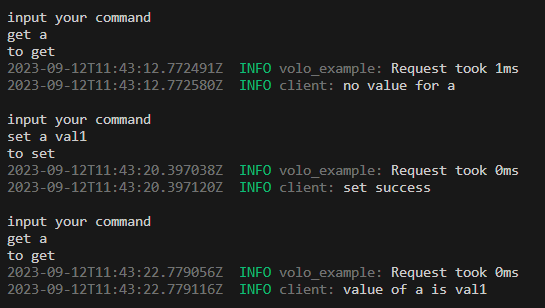 input your command
get a
to get
2023-09-12T11:43:12.772491Z  INFO volo_example: Request took 1ms
2023-09-12T11:43:12.772580Z  INFO client: no value for a
input your command
set a val1
to set
2023-09-12T11:43:20.397038Z  INFO volo_example: Request took 0ms
2023-09-12T11:43:20.397120Z  INFO client: set success
input your command
get a
to get
2023-09-12T11:43:22.779056Z  INFO volo_example: Request took 0ms
2023-09-12T11:43:22.779116Z  INFO client: value of a is val1